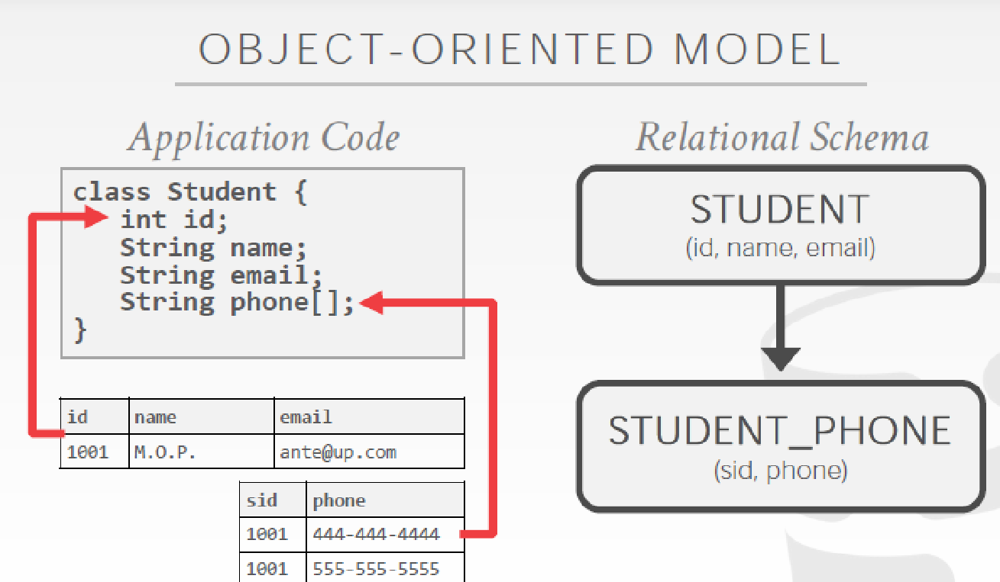 OBJECT-ORIENTED MODEL
Application Code
class Student {
int id;
String name;
String email;
String phone[];
}
id name email
1001 M.O.P. ante@up.com
sid phone
1001 444-444-4444
1001 555-555-5555
Relational Schema
STUDENT
(id, name, email)
STUDENT_PHONE
(sid, phone)